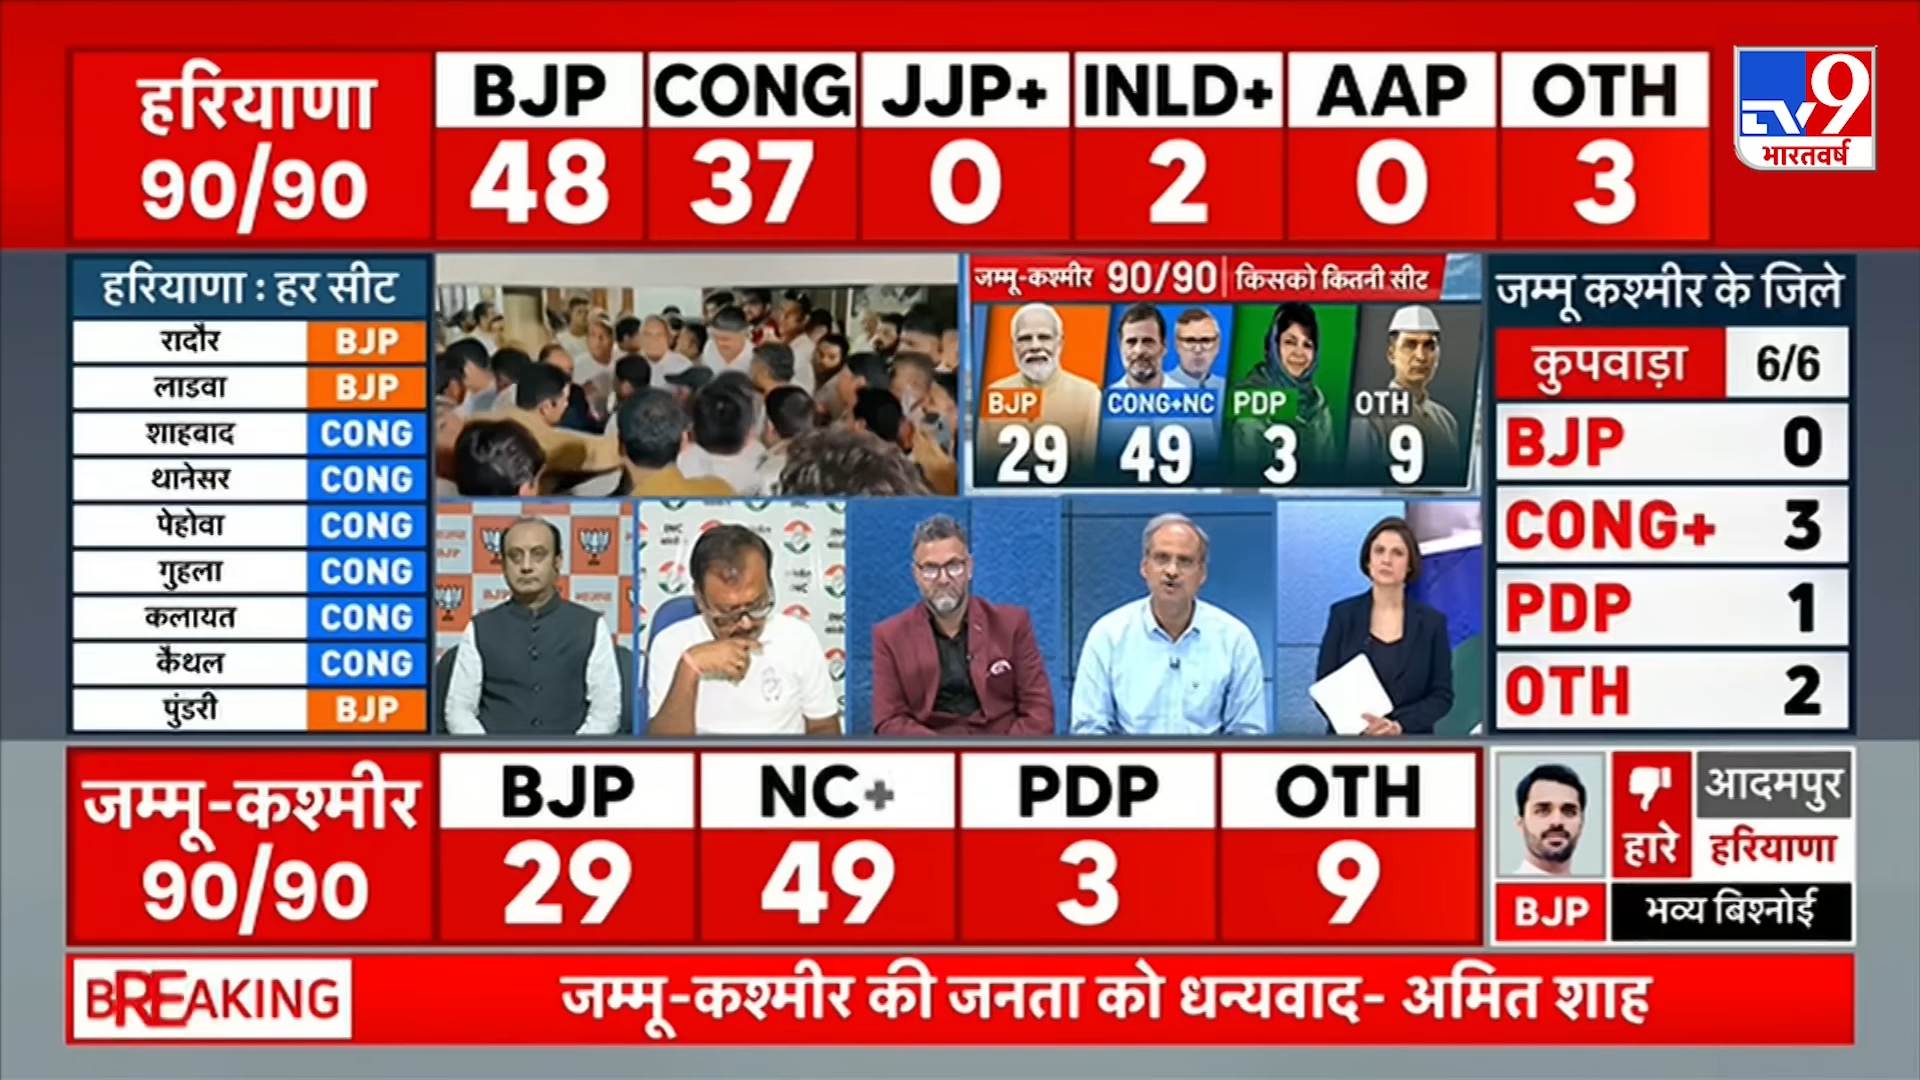 हरियाणा
90/90
BJP CONG JJP+ INLD+ AAP OTH
48 37 0 2 0 3
TV9
भारतवर्ष
हरियाणा : हर सीट
रादौर BJP
लाडवा BJP
शाहबाद CONG
थानेसर CONG
पेहोवा CONG
गुहला CONG
कलायत CONG
कैथल CONG
पुंडरी BJP
जम्मू-कश्मीर 90/90 किसको कितनी सीट
BJP CONG+NC PDP OTH
29 49 3 9
BJP
BJP
INC
NC
जम्मू कश्मीर के जिले
कुपवाड़ा 6/6
BJP 0
CONG+ 3
PDP 1
OTH 2
जम्मू-कश्मीर
90/90
BJP NC+ PDP OTH
29 49 3 9
हारे
आदमपुर
हरियाणा
BJP भव्य बिश्नोई
BREAKING
जम्मू-कश्मीर की जनता को धन्यवाद- अमित शाह